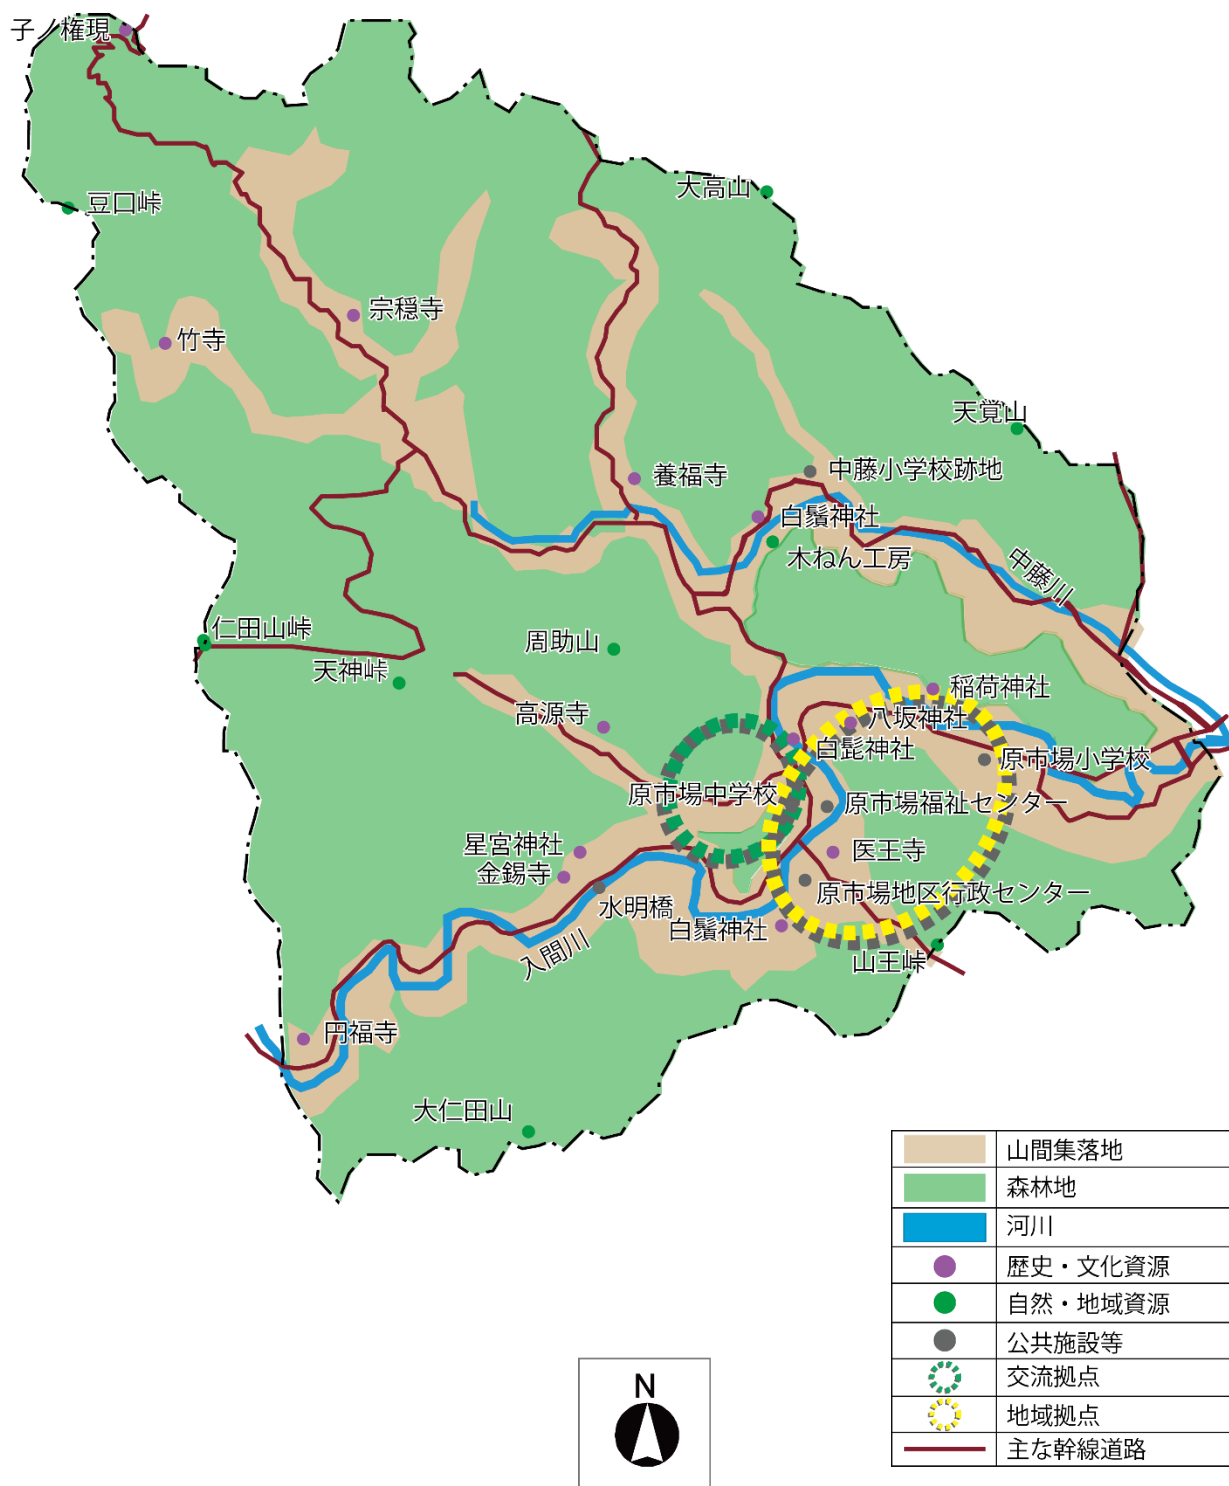 子ノ権現
大高山
豆口峠
宗穏寺
竹寺
天覚山
養福寺
中藤小学校跡地
白鬚神社
木ねん工房
中藤川
仁田山峠
周助山
天神峠
稲荷神社
高源寺
八坂神社
白髭神社
原市場小学校
原市場中学校
原市場福祉センター
星宮神社
医王寺
金錫寺
原市場地区行政センター
水明橋
白鬚神社
入間川
山王峠
円福寺
大仁田山
山間集落地
森林地
河川
歴史・文化資源
自然・地域資源
公共施設等
交流拠点
地域拠点
主な幹線道路
N